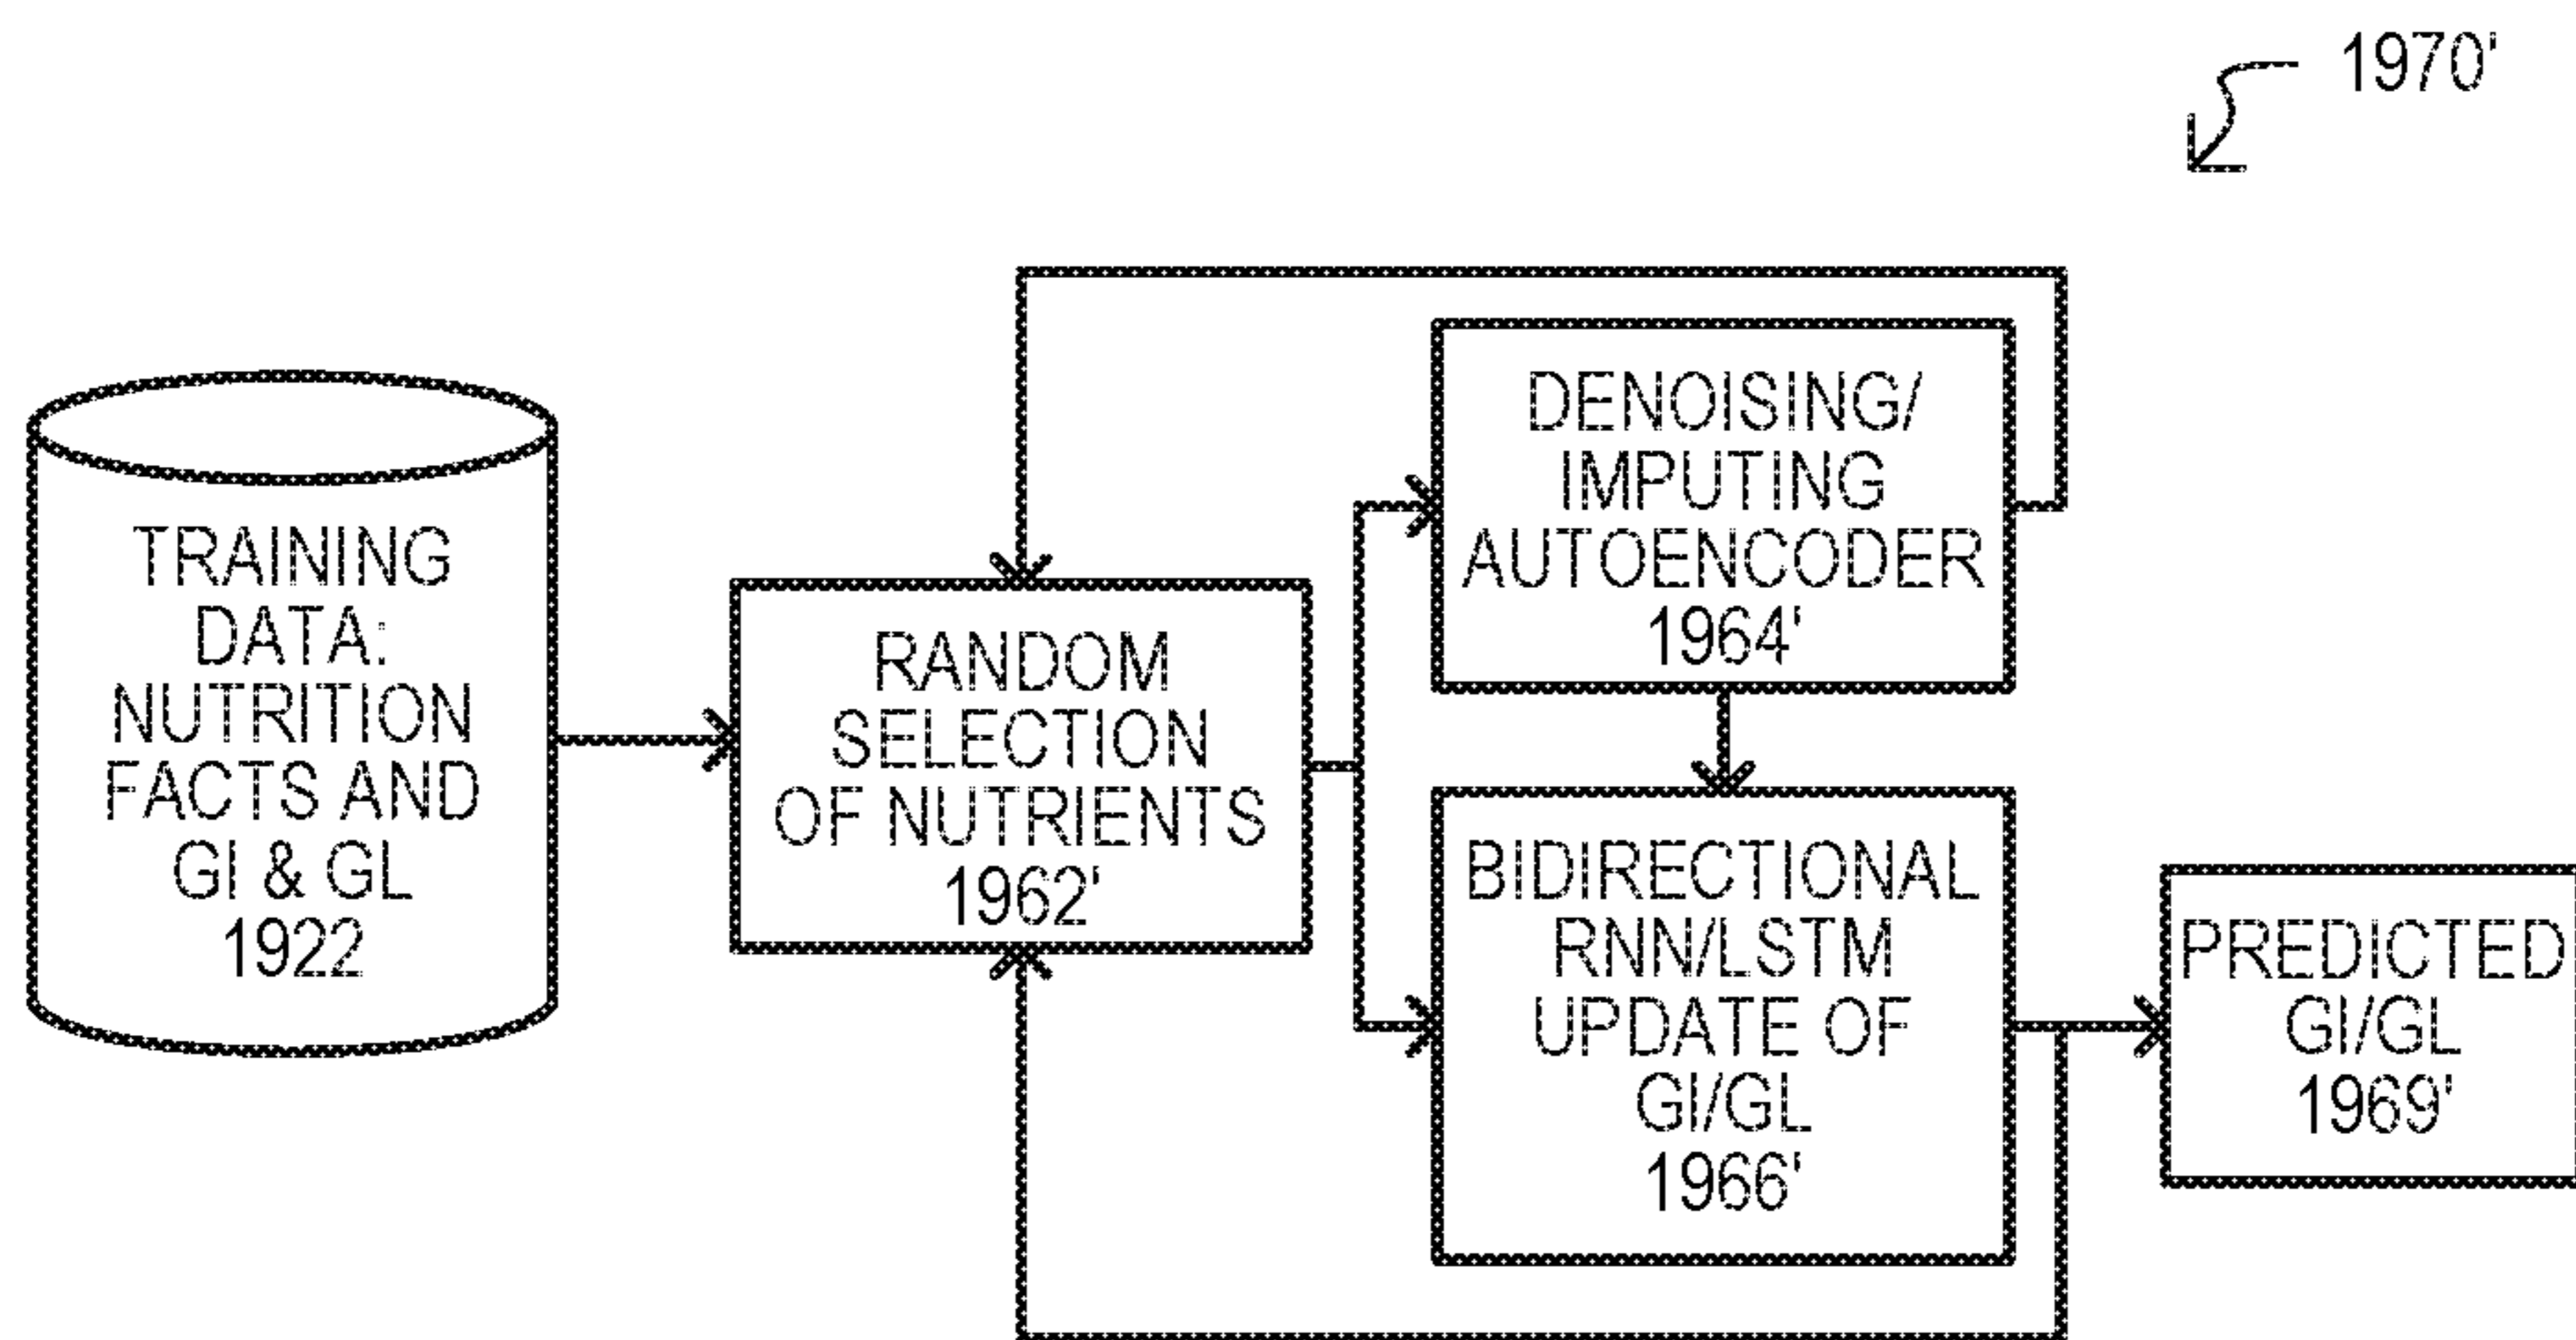 1970'
TRAINING
DATA:
NUTRITION
FACTS AND
GI & GL
1922
RANDOM
SELECTION
OF NUTRIENTS
1962'
DENOISING/
IMPUTING
AUTOENCODER
1964'
BIDIRECTIONAL
RNN/LSTM
UPDATE OF
GI/GL
1966'
PREDICTED
GI/GL
1969'